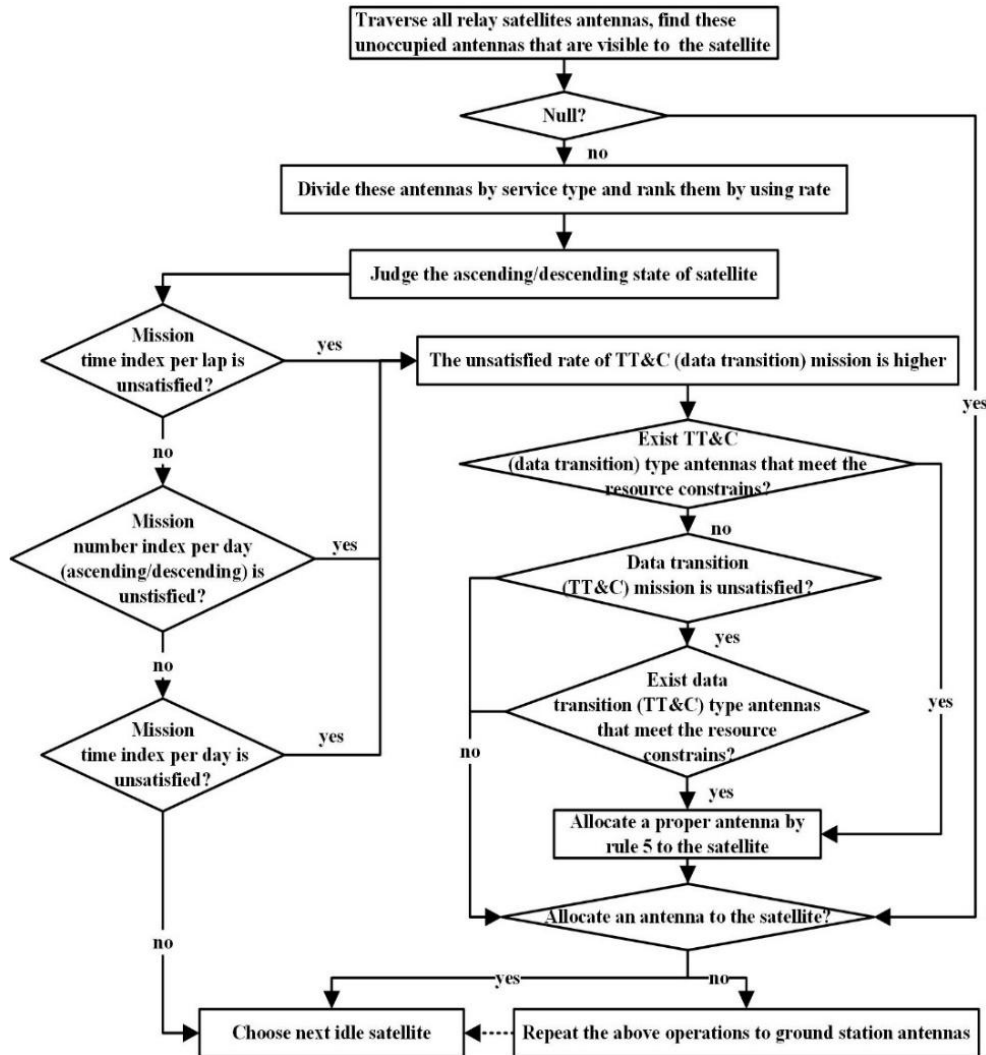 Traverse all relay satellites antennas, find these
unoccupied antennas that are visible to the satellite
Null?
no
Divide these antennas by service type and rank them by using rate
Judge the ascending/descending state of satellite
Mission
time index per lap is
unsatisfied?
yes
The unsatisfied rate of TT&C (data transition) mission is higher
yes
Exist TT&C
(data transition) type antennas that meet the
resource constrains?
no
no
Mission
number index per day
(ascending/descending) is
unstisfied?
yes
Data transition
(TT&C) mission is unsatisfied?
yes
no
Exist data
transition (TT&C) type antennas
that meet the resource
constrains?
yes
Mission
time index per day is
unsatisfied?
yes
no
yes
Allocate a proper antenna by
rule 5 to the satellite
Allocate an antenna to the satellite?
no
yes
no
Choose next idle satellite
Repeat the above operations to ground station antennas